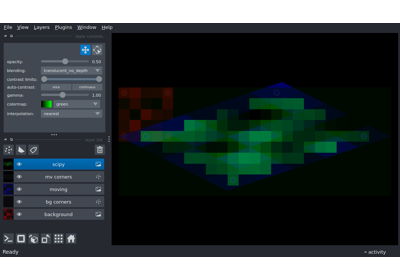 File View Layers Plugins Window Help
opacity: 0.50
blending: translucent_no_depth
contrast limits:
auto-contrast: once continuous
gamma: 1.00
colormap: green
interpolation: nearest
scipy
mv corners
moving
bg corners
background
Ready
activity